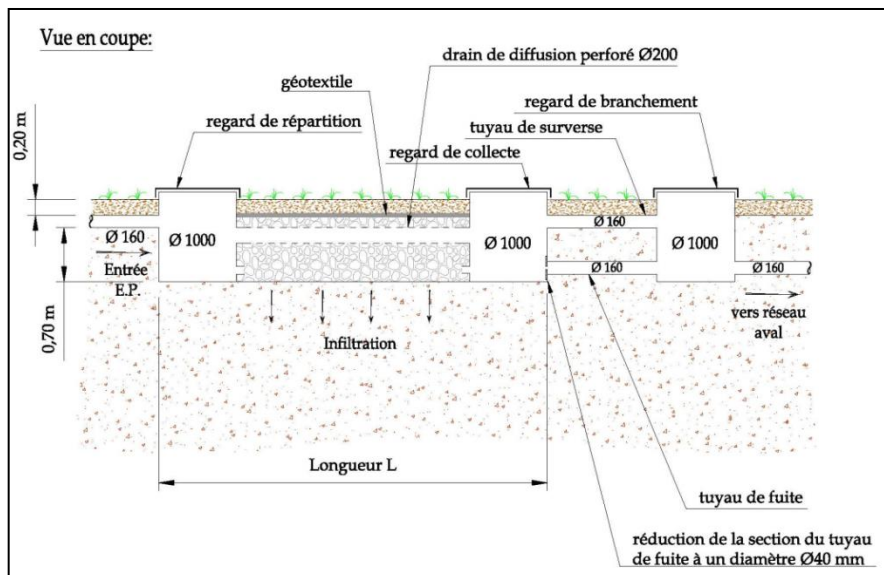 Vue en coupe:
drain de diffusion perforé Ø200
géotextile
regard de branchement
regard de répartition
tuyau de surverse
regard de collecte
0,20 m
Ø 160
Ø 160
Ø 1000
Ø 1000
Ø 1000
Entrée
E.P.
Ø 160
Ø 160
vers réseau
aval
0,70 m
Infiltration
Longueur L
tuyau de fuite
réduction de la section du tuyau
de fuite à un diamètre Ø40 mm